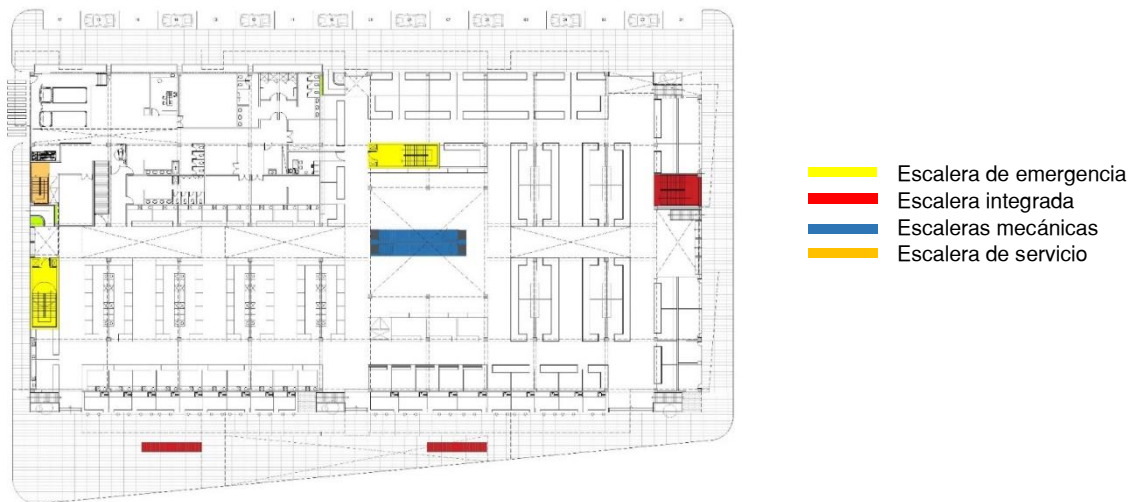 Escalera de emergencia
Escalera integrada
Escaleras mecánicas
Escalera de servicio